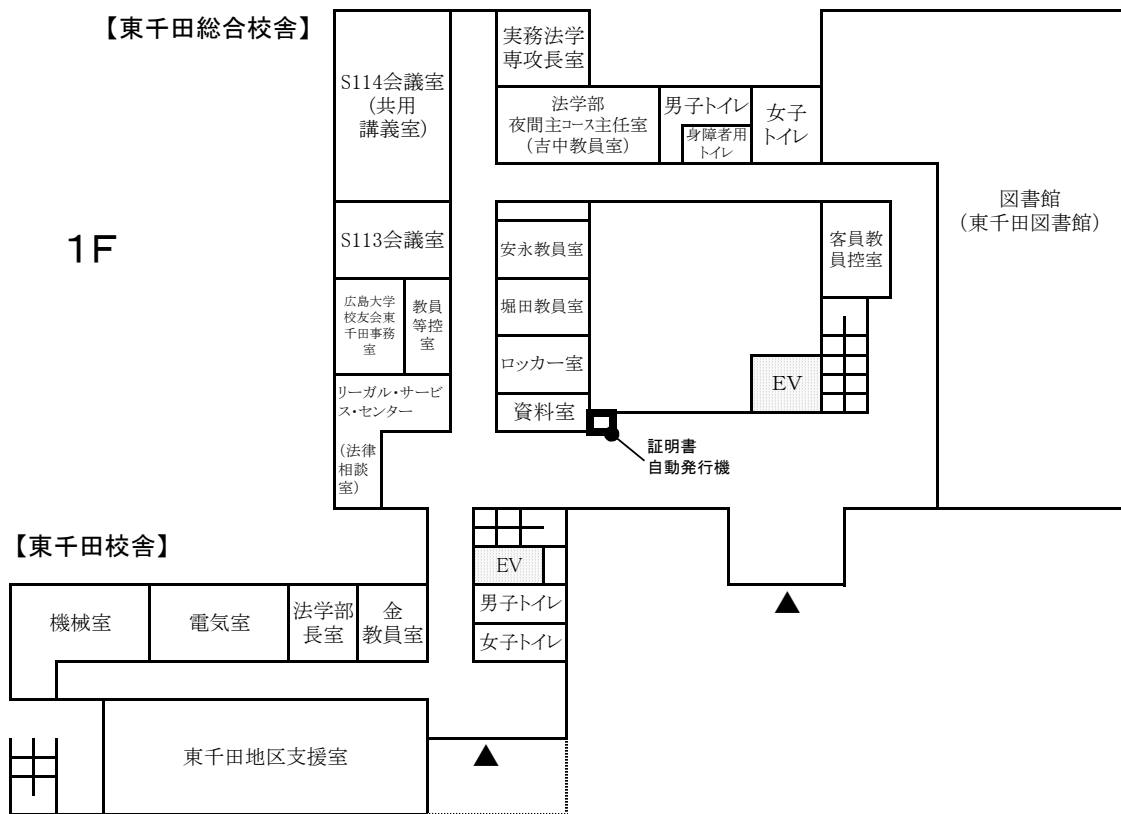 【東千田総合校舎】
実務法学
専攻長室
S114会議室
(共用
講義室)
法学部
夜間主コース主任室
(吉中教員室)
男子トイレ
身障者用
トイレ
女子
トイレ
図書館
(東千田図書館)
1F
S113会議室
安永教員室
客員教
員控室
広島大学
校友会東
千田事務
室
教員
等控
室
堀田教員室
ロッカー室
EV
リーガル・サービ
ス・センター
(法律
相談
室)
資料室
証明書
自動発行機
【東千田校舎】
EV
機械室
電気室
法学部
長室
金
教員室
男子トイレ
女子トイレ
東千田地区支援室